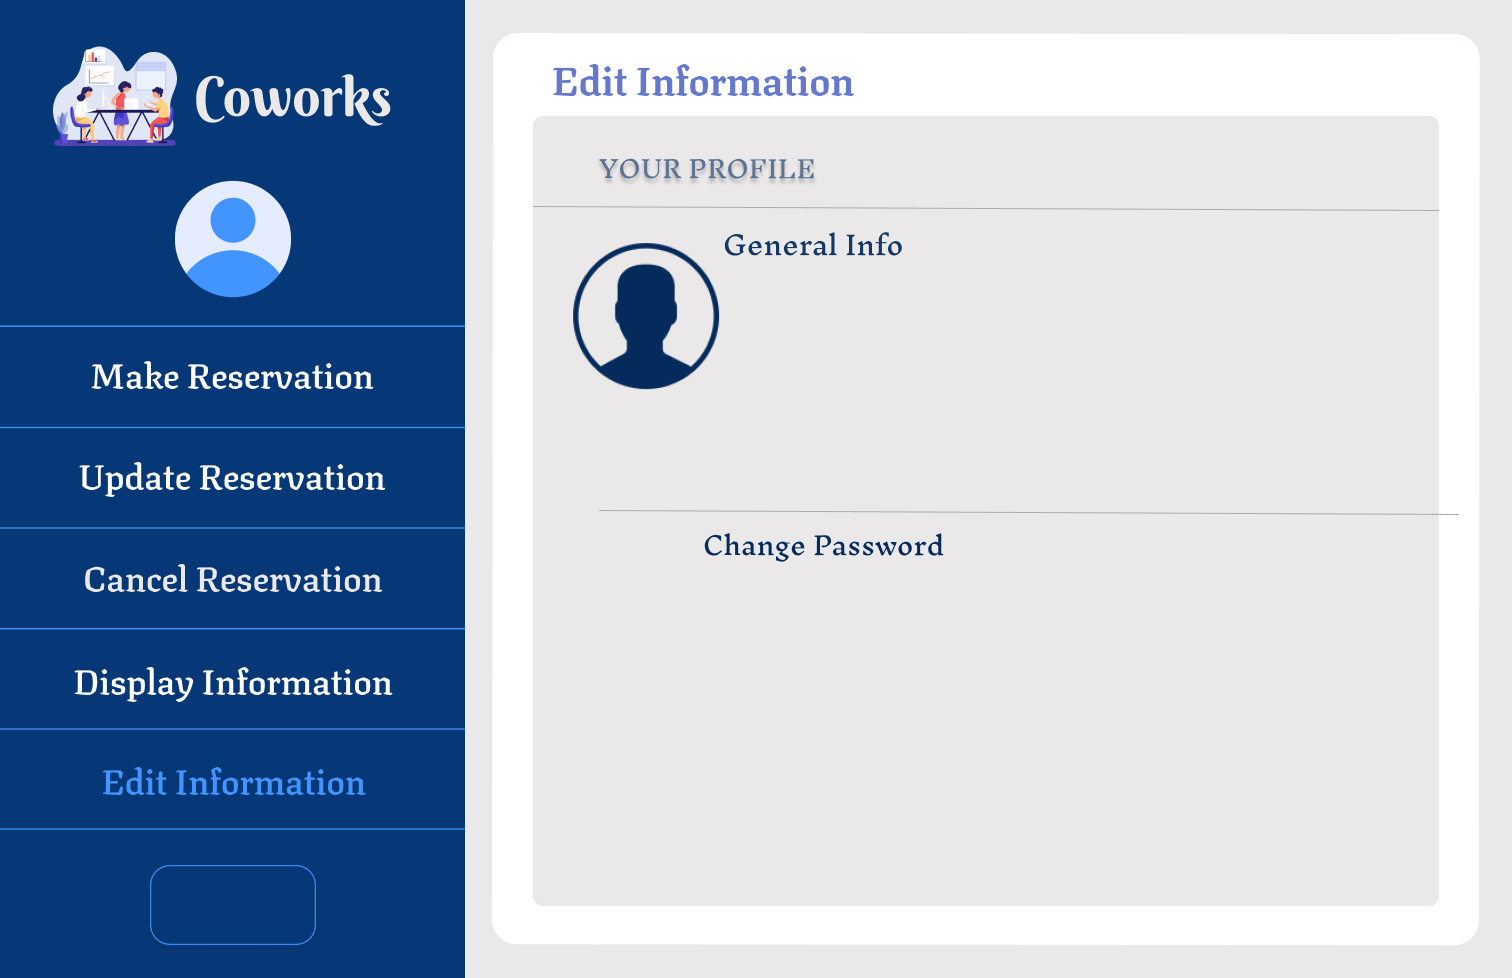 Coworks
Make Reservation
Update Reservation
Cancel Reservation
Display Information
Edit Information
Edit Information
YOUR PROFILE
General Info
Change Password